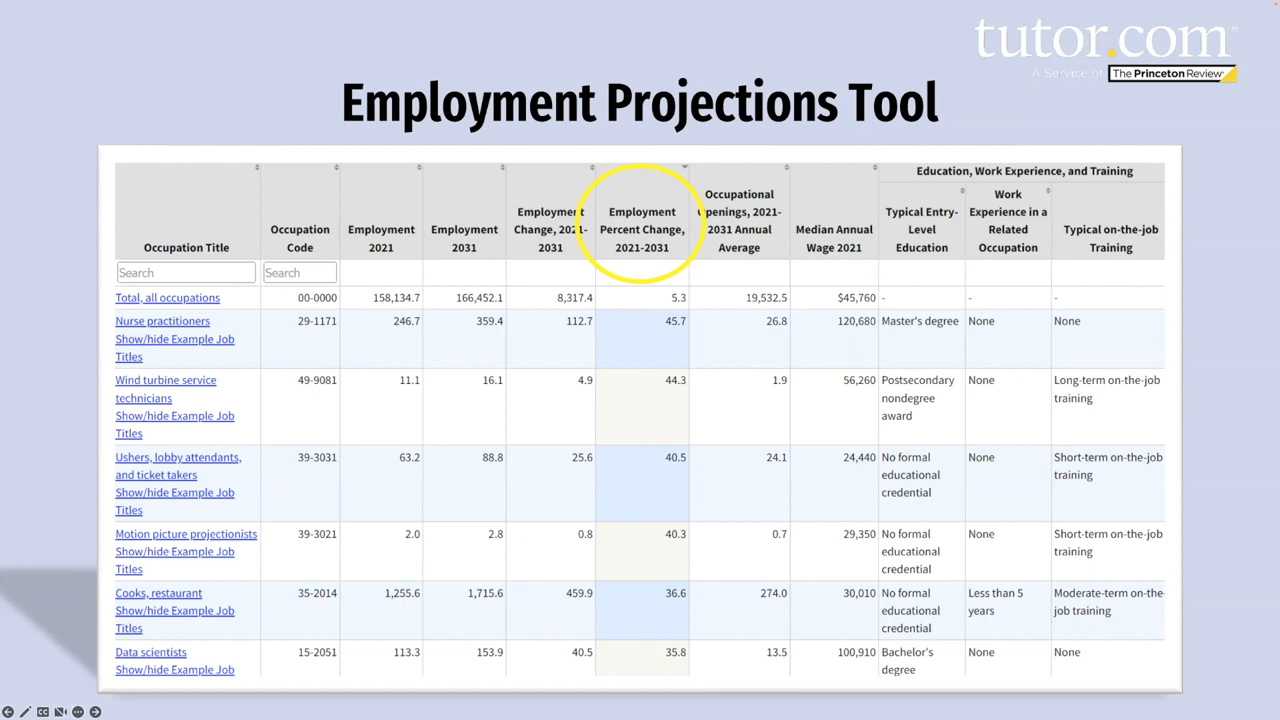 tutor.com™
A Service of The Princeton Review
Employment Projections Tool
Education, Work Experience, and Training
Occupation Title
Occupation Code
Employment 2021
Employment 2031
Employment Change, 2021-2031
Employment Percent Change, 2021-2031
Occupational Openings, 2021-2031 Annual Average
Median Annual Wage 2021
Typical Entry-Level Education
Work Experience in a Related Occupation
Typical on-the-job Training
Search Search
Total, all occupations 00-0000 158,134.7 166,452.1 8,317.4 5.3 19,532.5 $45,760 - - -
Nurse practitioners 29-1171 246.7 359.4 112.7 45.7 26.8 120,680 Master's degree None None
Show/hide Example Job
Titles
Wind turbine service 49-9081 11.1 16.1 4.9 44.3 1.9 56,260 Postsecondary None Long-term on-the-job
technicians nondegree training
Show/hide Example Job award
Titles
Ushers, lobby attendants, 39-3031 63.2 88.8 25.6 40.5 24.1 24,440 No formal None Short-term on-the-job
and ticket takers educational training
Show/hide Example Job credential
Titles
Motion picture projectionists 39-3021 2.0 2.8 0.8 40.3 0.7 29,350 No formal None Short-term on-the-job
Show/hide Example Job educational training
Titles credential
Cooks, restaurant 35-2014 1,255.6 1,715.6 459.9 36.6 274.0 30,010 No formal Less than 5 Moderate-term on-the-
Show/hide Example Job educational years job training
Titles credential
Data scientists 15-2051 113.3 153.9 40.5 35.8 13.5 100,910 Bachelor's None None
Show/hide Example Job degree